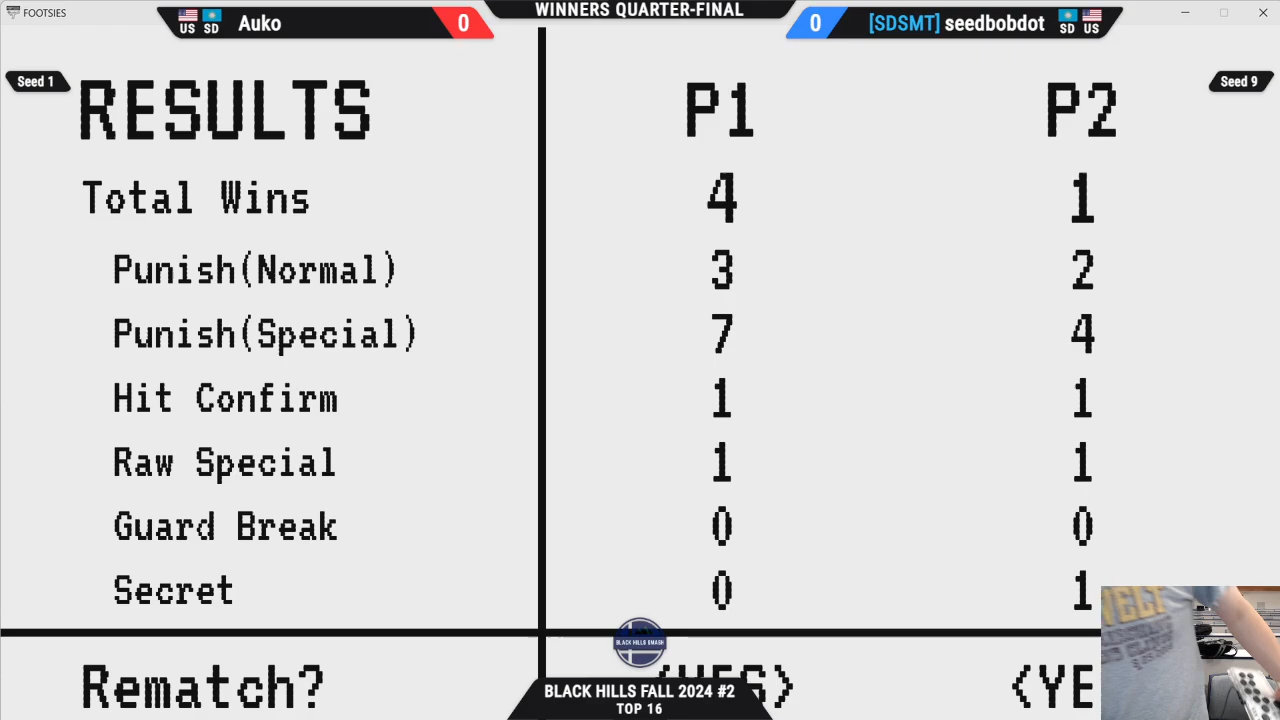 FOOTSIES
WINNERS QUARTER-FINAL
US SD Auko 0
0 [SDSMT] seedbobdot SD US
Seed 1
Seed 9
RESULTS P1 P2
Total Wins 4 1
Punish(Normal) 3 2
Punish(Special) 7 4
Hit Confirm 1 1
Raw Special 1 1
Guard Break 0 0
Secret 0 1
BLACK HILLS SMASH
Rematch? <YES> <YE
BLACK HILLS FALL 2024 #2
TOP 16